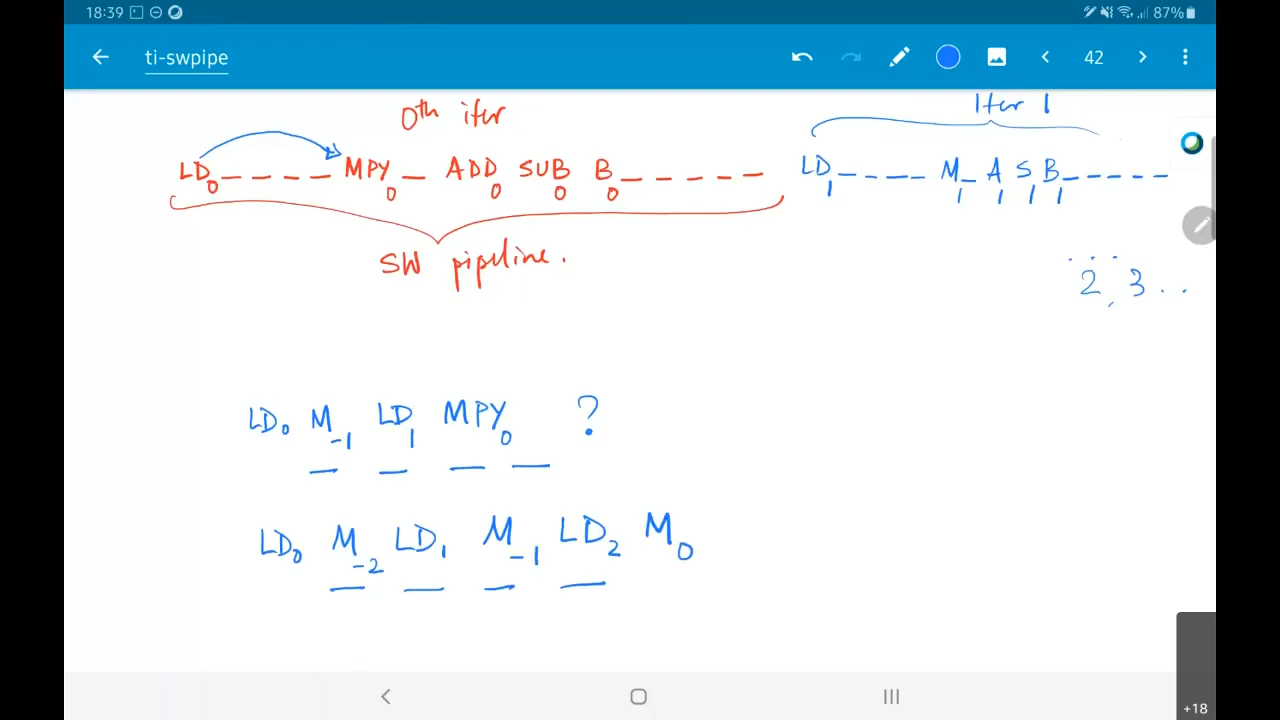 18:39 87%
ti-swpipe 42
0th iter Iter 1
LD0 ---- MPY0 - ADD0 SUB0 B0 ----- LD1 ---- M1 - A1 S1 B1 -----
SW pipeline.
... 2, 3 ..
LD0 M-1 LD1 MPY0 ?
LD0 M-2 LD1 M-1 LD2 M0
+18